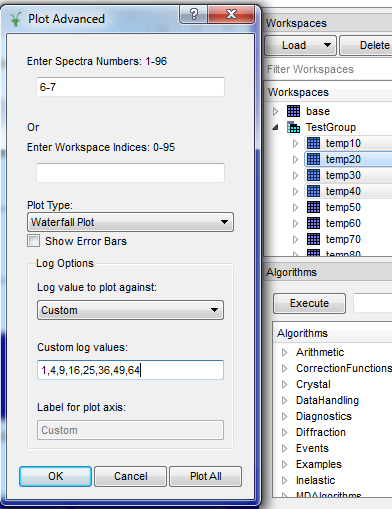 Plot Advanced
?
Enter Spectra Numbers: 1-96
6-7
Or
Enter Workspace Indices: 0-95
Plot Type:
Waterfall Plot
Show Error Bars
Log Options
Log value to plot against:
Custom
Custom log values:
1,4,9,16,25,36,49,64
Label for plot axis:
Custom
OK
Cancel
Plot All
Workspaces
Load
Delete
Filter Workspaces
Workspaces
base
TestGroup
temp10
temp20
temp30
temp40
temp50
temp60
temp70
temp80
Algorithms
Execute
Algorithms
Arithmetic
CorrectionFunctions
Crystal
DataHandling
Diagnostics
Diffraction
Events
Examples
Inelastic
MDAlgorithms